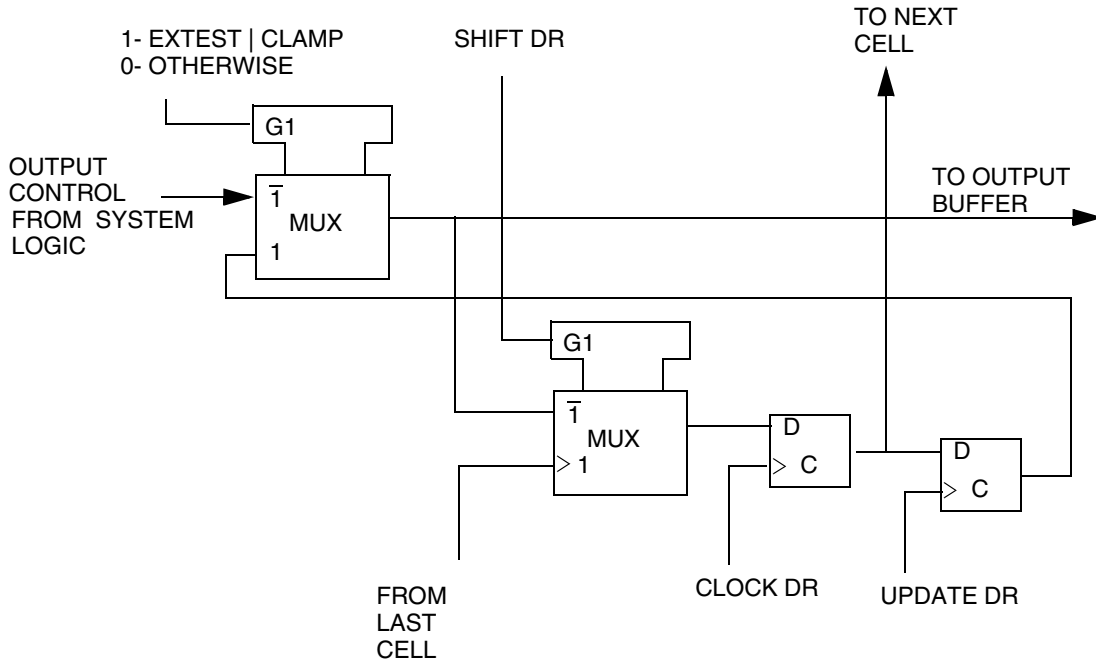 1- EXTEST | CLAMP
0- OTHERWISE
SHIFT DR
TO NEXT
CELL
G1
OUTPUT
CONTROL
FROM SYSTEM
LOGIC
1̅
MUX
1
TO OUTPUT
BUFFER
G1
1̅
MUX
1
D
C
D
C
FROM
LAST
CELL
CLOCK DR
UPDATE DR